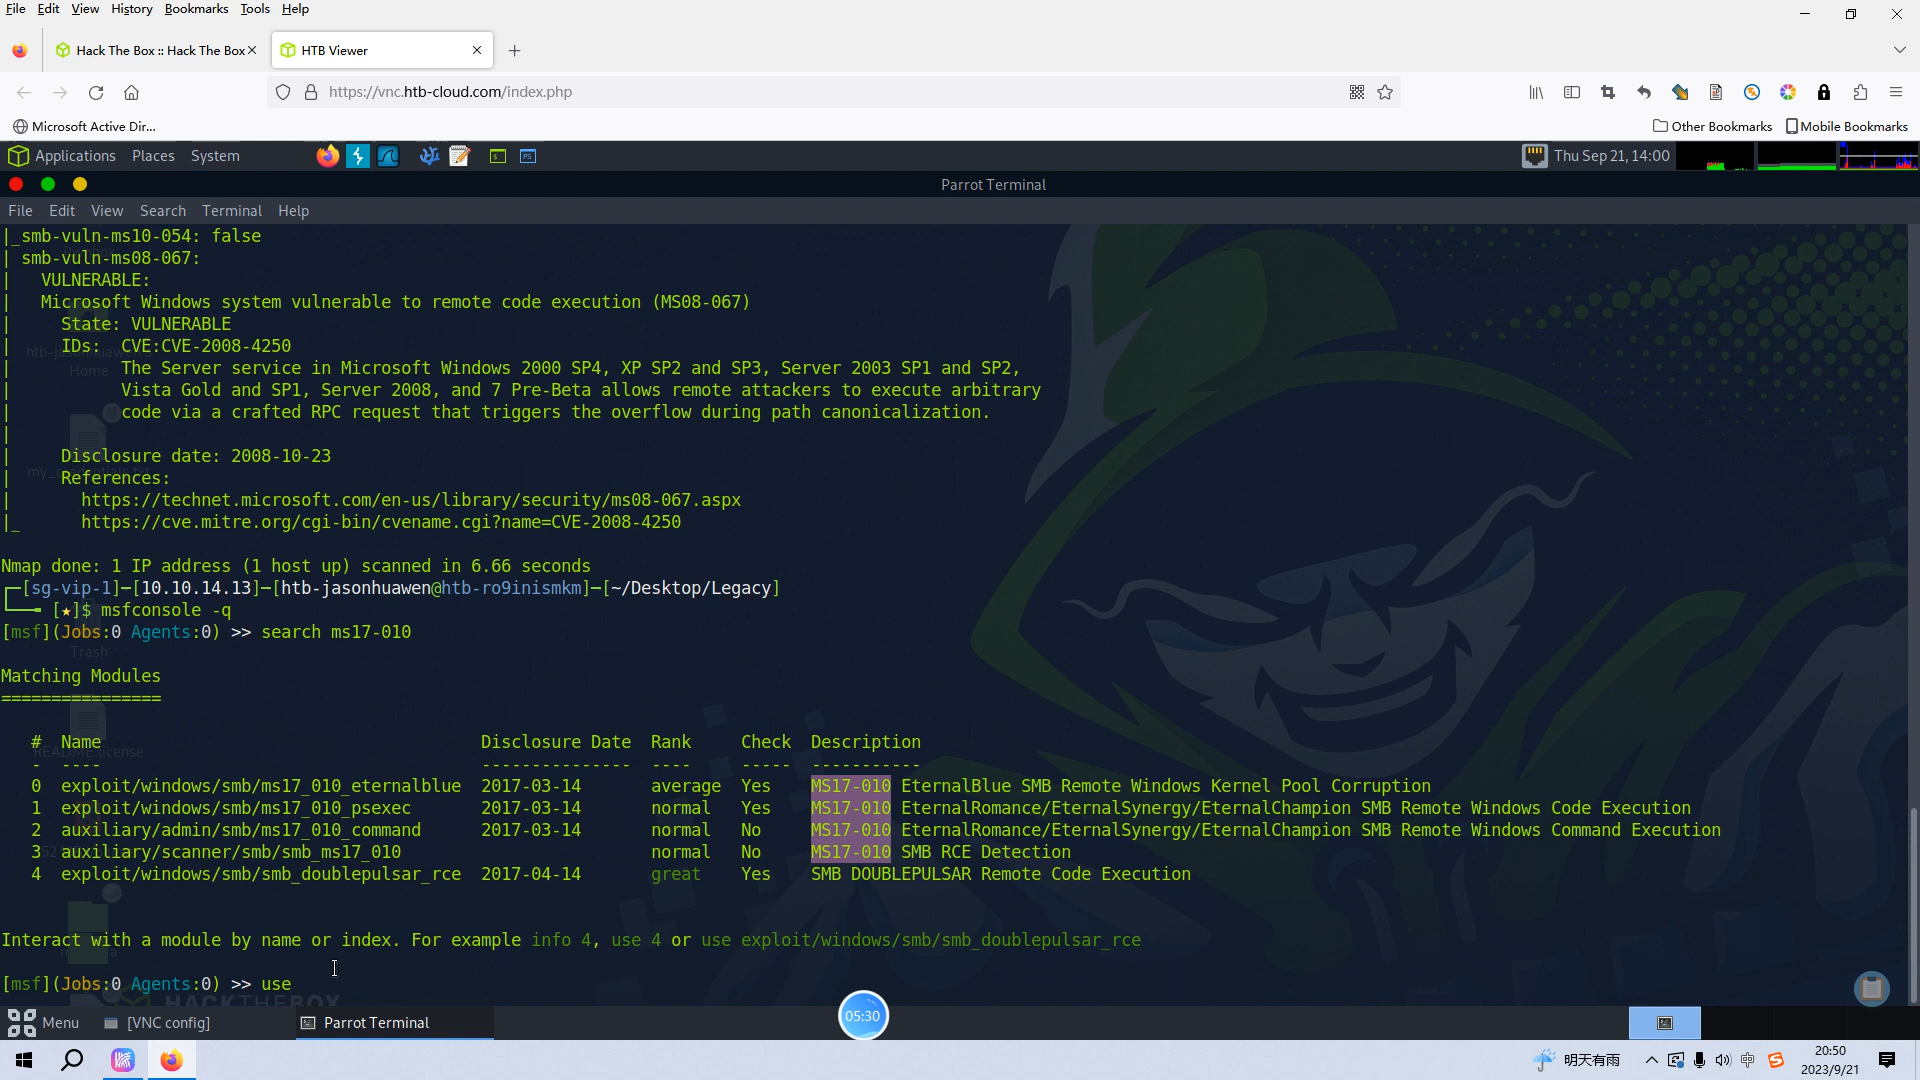 File Edit View History Bookmarks Tools Help
Hack The Box :: Hack The Box
HTB Viewer
https://vnc.htb-cloud.com/index.php
Microsoft Active Dir...
Other Bookmarks
Mobile Bookmarks
Applications Places System
Thu Sep 21, 14:00
Parrot Terminal
File Edit View Search Terminal Help
|_smb-vuln-ms10-054: false
| smb-vuln-ms08-067:
|   VULNERABLE:
|   Microsoft Windows system vulnerable to remote code execution (MS08-067)
|     State: VULNERABLE
|     IDs:  CVE:CVE-2008-4250
|           The Server service in Microsoft Windows 2000 SP4, XP SP2 and SP3, Server 2003 SP1 and SP2,
|           Vista Gold and SP1, Server 2008, and 7 Pre-Beta allows remote attackers to execute arbitrary
|           code via a crafted RPC request that triggers the overflow during path canonicalization.
|
|     Disclosure date: 2008-10-23
|     References:
|       https://technet.microsoft.com/en-us/library/security/ms08-067.aspx
|_      https://cve.mitre.org/cgi-bin/cvename.cgi?name=CVE-2008-4250
Nmap done: 1 IP address (1 host up) scanned in 6.66 seconds
┌─[sg-vip-1]─[10.10.14.13]─[htb-jasonhuawen@htb-ro9inismkm]─[~/Desktop/Legacy]
└──╼ [★]$ msfconsole -q
[msf](Jobs:0 Agents:0) >> search ms17-010
Matching Modules
================
   #  Name                                      Disclosure Date  Rank     Check  Description
   -  ----                                      ---------------  ----     -----  -----------
   0  exploit/windows/smb/ms17_010_eternalblue  2017-03-14       average  Yes    MS17-010 EternalBlue SMB Remote Windows Kernel Pool Corruption
   1  exploit/windows/smb/ms17_010_psexec       2017-03-14       normal   Yes    MS17-010 EternalRomance/EternalSynergy/EternalChampion SMB Remote Windows Code Execution
   2  auxiliary/admin/smb/ms17_010_command      2017-03-14       normal   No     MS17-010 EternalRomance/EternalSynergy/EternalChampion SMB Remote Windows Command Execution
   3  auxiliary/scanner/smb/smb_ms17_010                         normal   No     MS17-010 SMB RCE Detection
   4  exploit/windows/smb/smb_doublepulsar_rce  2017-04-14       great    Yes    SMB DOUBLEPULSAR Remote Code Execution
Interact with a module by name or index. For example info 4, use 4 or use exploit/windows/smb/smb_doublepulsar_rce
[msf](Jobs:0 Agents:0) >> use
Home
Trash
README.license
HACKTHEBOX
Menu
[VNC config]
Parrot Terminal
05:30
明天有雨
中
20:50
2023/9/21